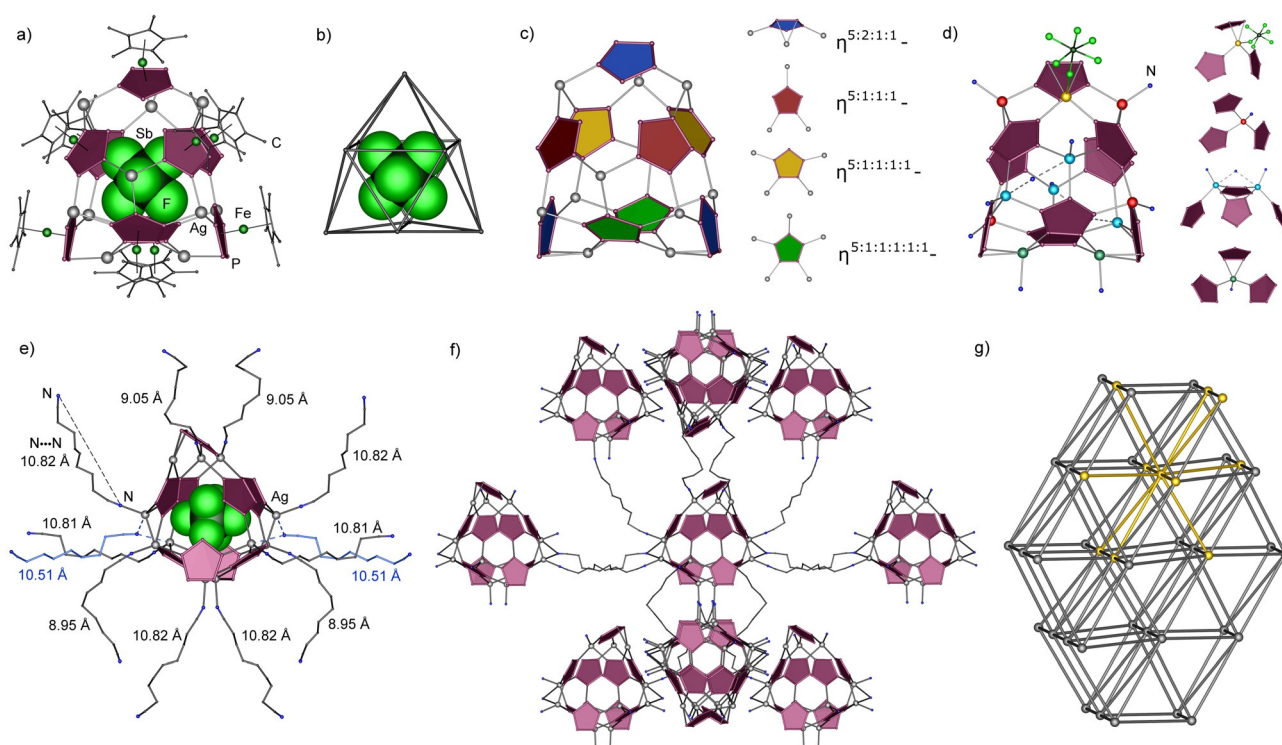 a)
Sb
C
F
Fe
Ag
P
b)
c)
η5:2:1:1-
η5:1:1:1-
η5:1:1:1:1-
η5:1:1:1:1:1-
d)
N
e)
N
9.05 Å
9.05 Å
N•••N
10.82 Å
10.82 Å
N
Ag
10.81 Å
10.81 Å
10.51 Å
10.51 Å
8.95 Å
10.82 Å
10.82 Å
8.95 Å
f)
g)